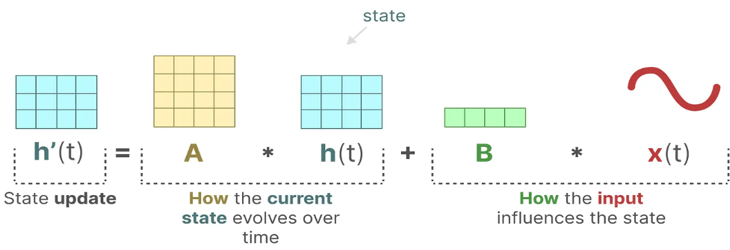 state
h'(t) = A * h(t) + B * x(t)
State update
How the current
state evolves over
time
How the input
influences the state